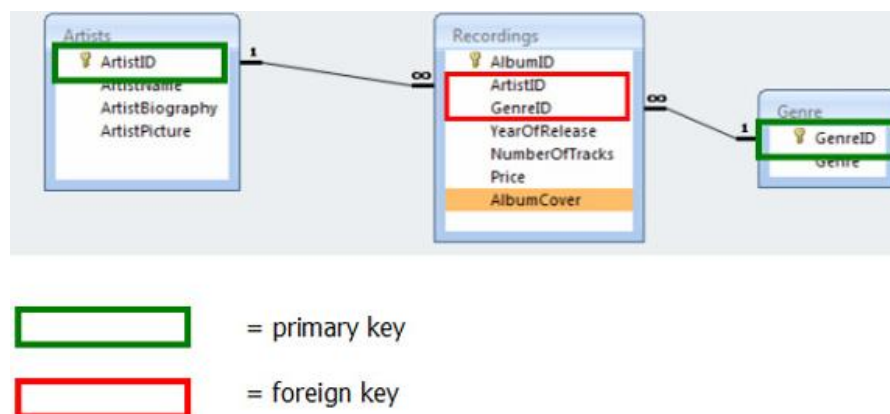 Artists
ArtistID
ArtistName
ArtistBiography
ArtistPicture
1
∞
Recordings
AlbumID
ArtistID
GenreID
YearOfRelease
NumberOfTracks
Price
AlbumCover
∞
1
Genre
GenreID
Genre
= primary key
= foreign key